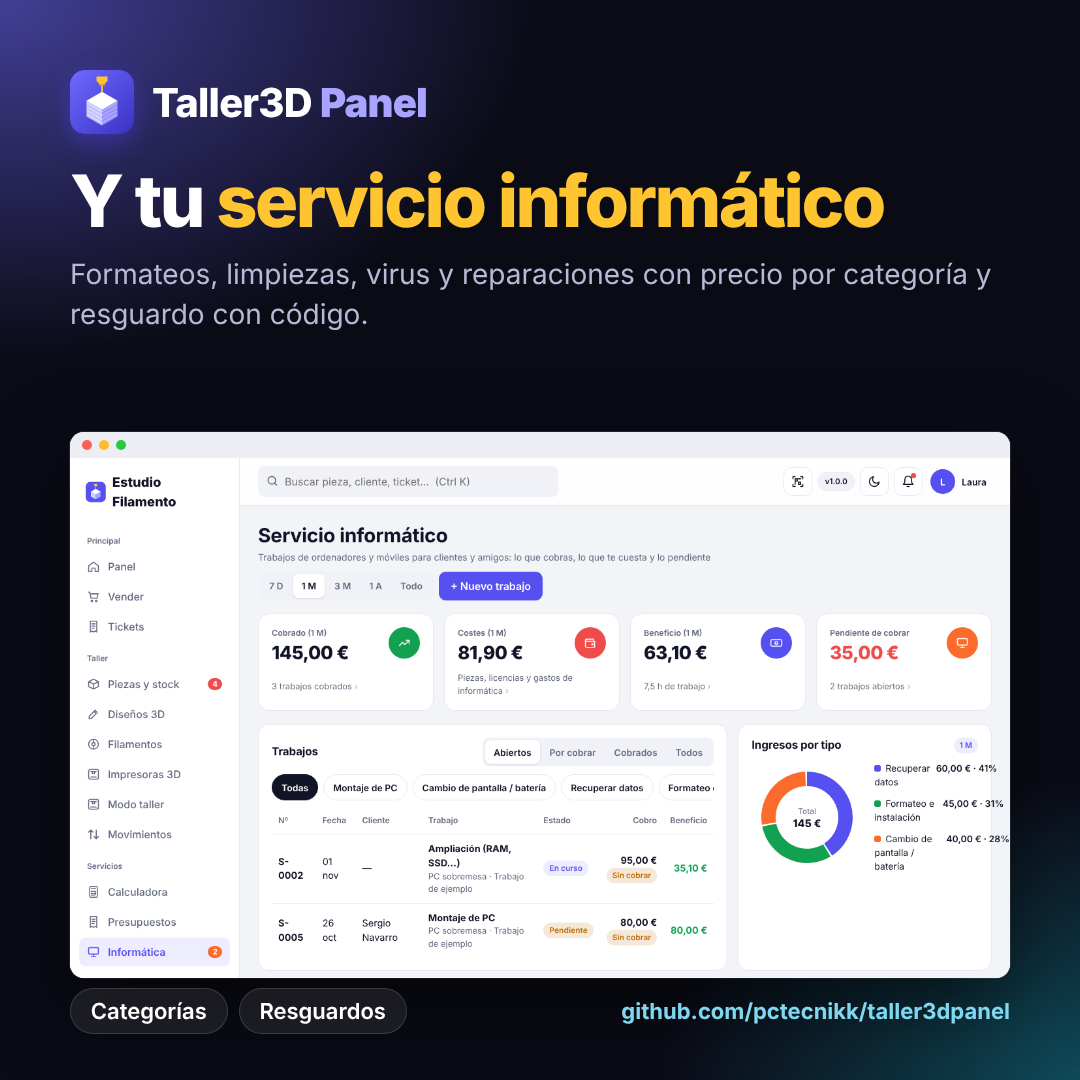 Taller3D Panel
Y tu servicio informático
Formateos, limpiezas, virus y reparaciones con precio por categoría y
resguardo con código.
Estudio
Filamento
Buscar pieza, cliente, ticket... (Ctrl K)
v1.0.0
L
Laura
Principal
Panel
Vender
Tickets
Taller
Piezas y stock
4
Diseños 3D
Filamentos
Impresoras 3D
Modo taller
Movimientos
Servicios
Calculadora
Presupuestos
Informática
2
Servicio informático
Trabajos de ordenadores y móviles para clientes y amigos: lo que cobras, lo que te cuesta y lo pendiente
7 D 1 M 3 M 1 A Todo + Nuevo trabajo
Cobrado (1 M)
145,00 €
3 trabajos cobrados ›
Costes (1 M)
81,90 €
Piezas, licencias y gastos de
informática ›
Beneficio (1 M)
63,10 €
7,5 h de trabajo ›
Pendiente de cobrar
35,00 €
2 trabajos abiertos ›
Trabajos
Abiertos Por cobrar Cobrados Todos
Todas Montaje de PC Cambio de pantalla / batería Recuperar datos Formateo
Nº Fecha Cliente Trabajo Estado Cobro Beneficio
S-
0002
01
nov
—
Ampliación (RAM,
SSD...)
PC sobremesa · Trabajo
de ejemplo
En curso
95,00 €
Sin cobrar
35,10 €
S-
0005
26
oct
Sergio
Navarro
Montaje de PC
PC sobremesa · Trabajo
de ejemplo
Pendiente
80,00 €
Sin cobrar
80,00 €
Ingresos por tipo
1 M
Total
145 €
Recuperar 60,00 € · 41%
datos
Formateo e 45,00 € · 31%
instalación
Cambio de 40,00 € · 28%
pantalla /
batería
Categorías
Resguardos
github.com/pctecnikk/taller3dpanel